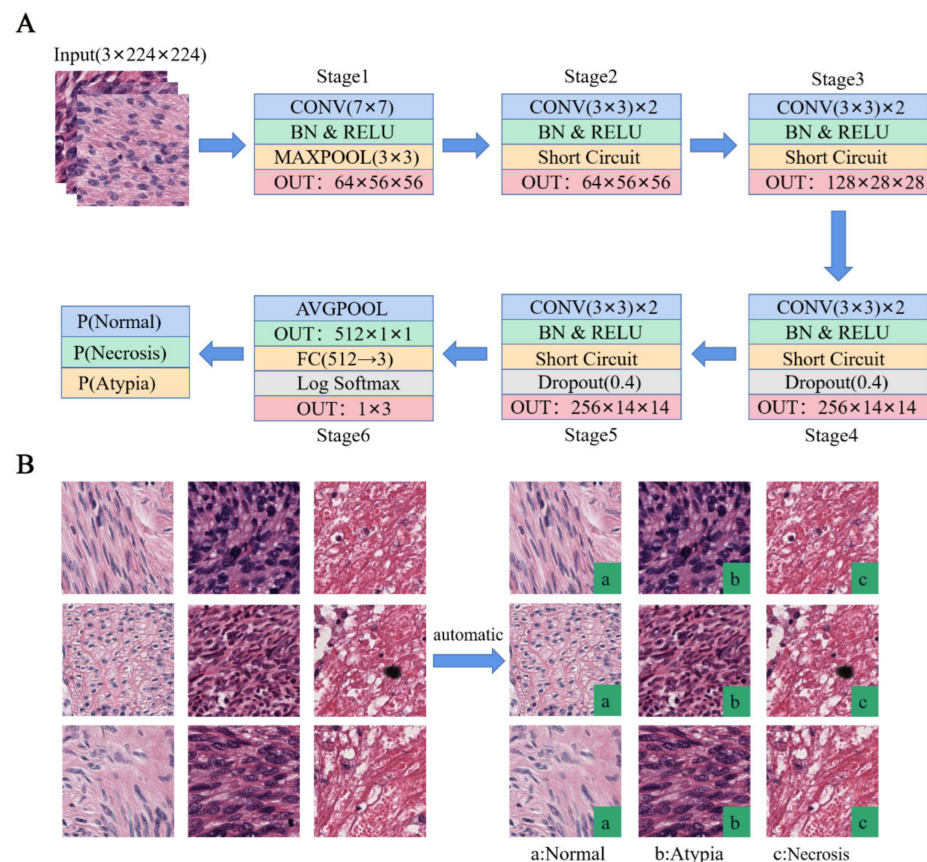 A
Input(3×224×224)
Stage1
CONV(7×7)
BN & RELU
MAXPOOL(3×3)
OUT: 64×56×56
Stage2
CONV(3×3)×2
BN & RELU
Short Circuit
OUT: 64×56×56
Stage3
CONV(3×3)×2
BN & RELU
Short Circuit
OUT: 128×28×28
CONV(3×3)×2
BN & RELU
Short Circuit
Dropout(0.4)
OUT: 256×14×14
Stage4
CONV(3×3)×2
BN & RELU
Short Circuit
Dropout(0.4)
OUT: 256×14×14
Stage5
AVGPOOL
OUT: 512×1×1
FC(512→3)
Log Softmax
OUT: 1×3
Stage6
P(Normal)
P(Necrosis)
P(Atypia)
B
automatic
a
b
c
a
b
c
a
b
c
a:Normal
b:Atypia
c:Necrosis